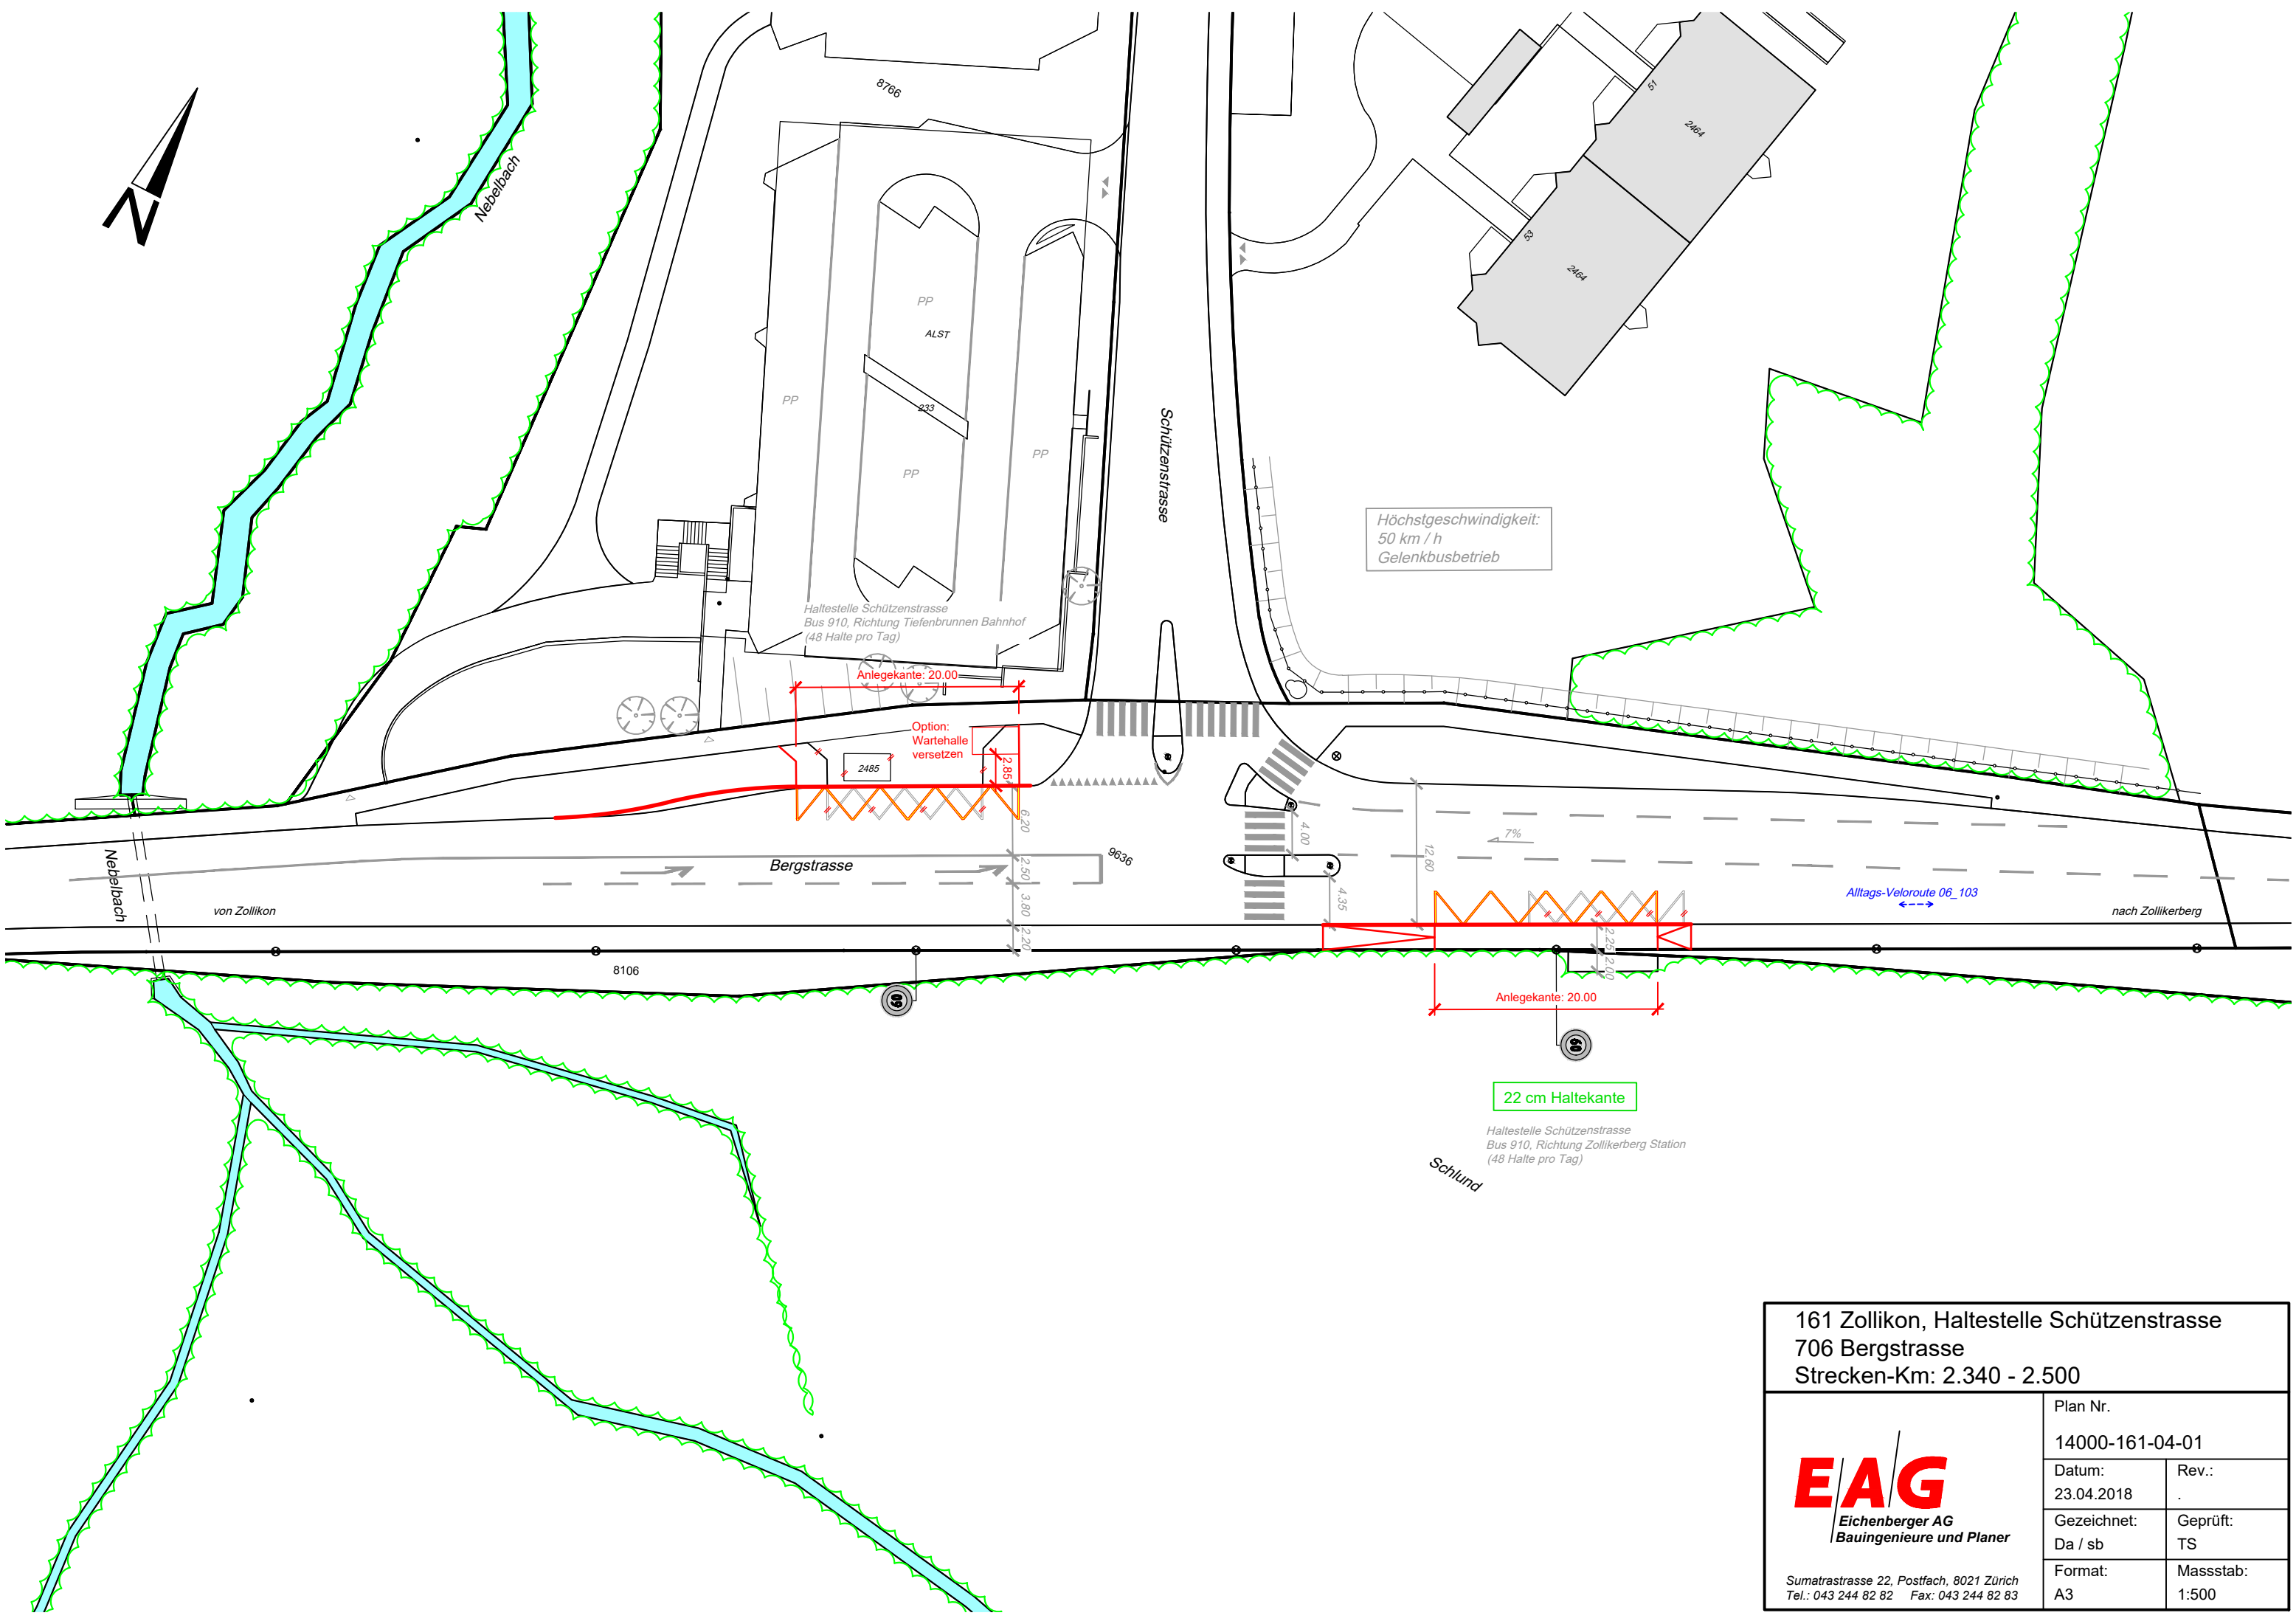 8766
51
2464
53
2464
N
Nebelbach
PP
ALST
PP
233
PP
PP
Schützenstrasse
Höchstgeschwindigkeit:
50 km / h
Gelenkbusbetrieb
Haltestelle Schützenstrasse
Bus 910, Richtung Tiefenbrunnen Bahnhof
(48 Halte pro Tag)
Anlegekante: 20.00
Option:
Wartehalle
versetzen
2485
2.85
6.20
2.50
3.80
2.20
9636
4.00
4.35
12.60
7%
Bergstrasse
Nebelbach
von Zollikon
Alltags-Veloroute 06_103
nach Zollikerberg
2.25
2.00
8106
60
Anlegekante: 20.00
60
22 cm Haltekante
Haltestelle Schützenstrasse
Bus 910, Richtung Zollikerberg Station
(48 Halte pro Tag)
Schlund
161 Zollikon, Haltestelle Schützenstrasse
706 Bergstrasse
Strecken-Km: 2.340 - 2.500
EAG
Eichenberger AG
Bauingenieure und Planer
Sumatrastrasse 22, Postfach, 8021 Zürich
Tel.: 043 244 82 82 Fax: 043 244 82 83
Plan Nr.
14000-161-04-01
Datum:
23.04.2018
Rev.:
.
Gezeichnet:
Da / sb
Geprüft:
TS
Format:
A3
Massstab:
1:500